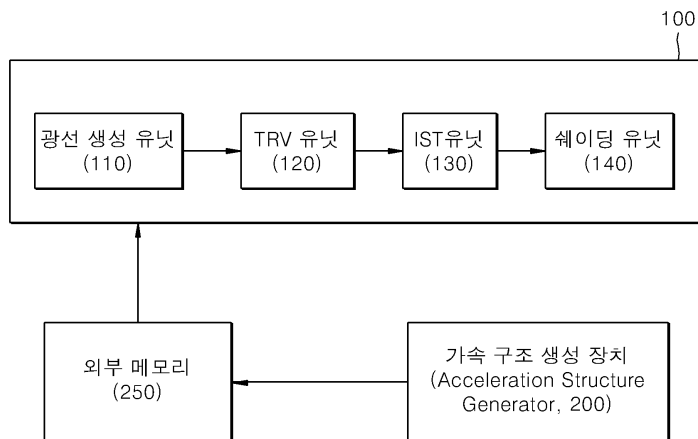 100
광선 생성 유닛
(110)
TRV 유닛
(120)
IST유닛
(130)
쉐이딩 유닛
(140)
외부 메모리
(250)
가속 구조 생성 장치
(Acceleration Structure
Generator, 200)